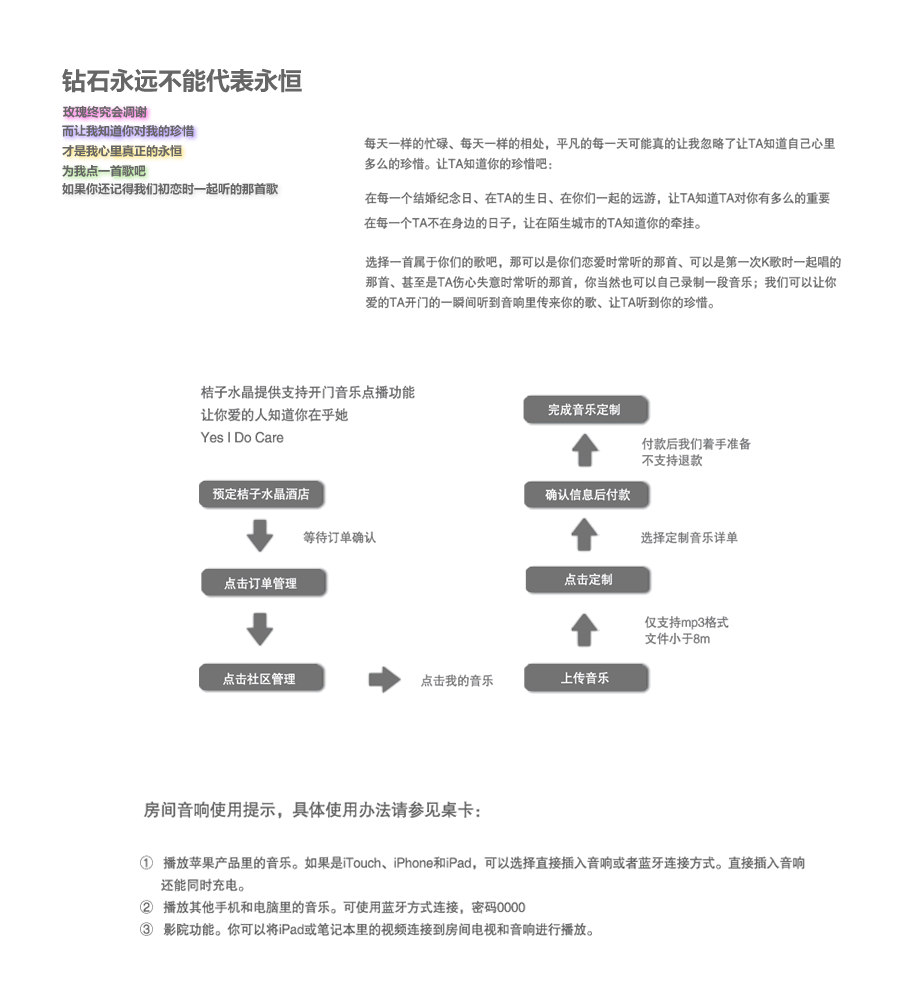 钻石永远不能代表永恒
玫瑰终究会凋谢
而让我知道你对我的珍惜
才是我心里真正的永恒
为我点一首歌吧
如果你还记得我们初恋时一起听的那首歌
每天一样的忙碌、每天一样的相处，平凡的每一天可能真的让我忽略了让TA知道自己心里
多么的珍惜。让TA知道你的珍惜吧：
在每一个结婚纪念日、在TA的生日、在你们一起的远游，让TA知道TA对你有多么的重要
在每一个TA不在身边的日子，让在陌生城市的TA知道你的牵挂。
选择一首属于你们的歌吧，那可以是你们恋爱时常听的那首、可以是第一次K歌时一起唱的
那首、甚至是TA伤心失意时常听的那首，你当然也可以自己录制一段音乐；我们可以让你
爱的TA开门的一瞬间听到音响里传来你的歌、让TA听到你的珍惜。
桔子水晶提供支持开门音乐点播功能
让你爱的人知道你在乎她
Yes I Do Care
预定桔子水晶酒店
等待订单确认
点击订单管理
点击社区管理
点击我的音乐
上传音乐
仅支持mp3格式
文件小于8m
点击定制
选择定制音乐详单
确认信息后付款
付款后我们着手准备
不支持退款
完成音乐定制
房间音响使用提示，具体使用办法请参见桌卡：
① 播放苹果产品里的音乐。如果是iTouch、iPhone和iPad，可以选择直接插入音响或者蓝牙连接方式。直接插入音响
还能同时充电。
② 播放其他手机和电脑里的音乐。可使用蓝牙方式连接，密码0000
③ 影院功能。你可以将iPad或笔记本里的视频连接到房间电视和音响进行播放。